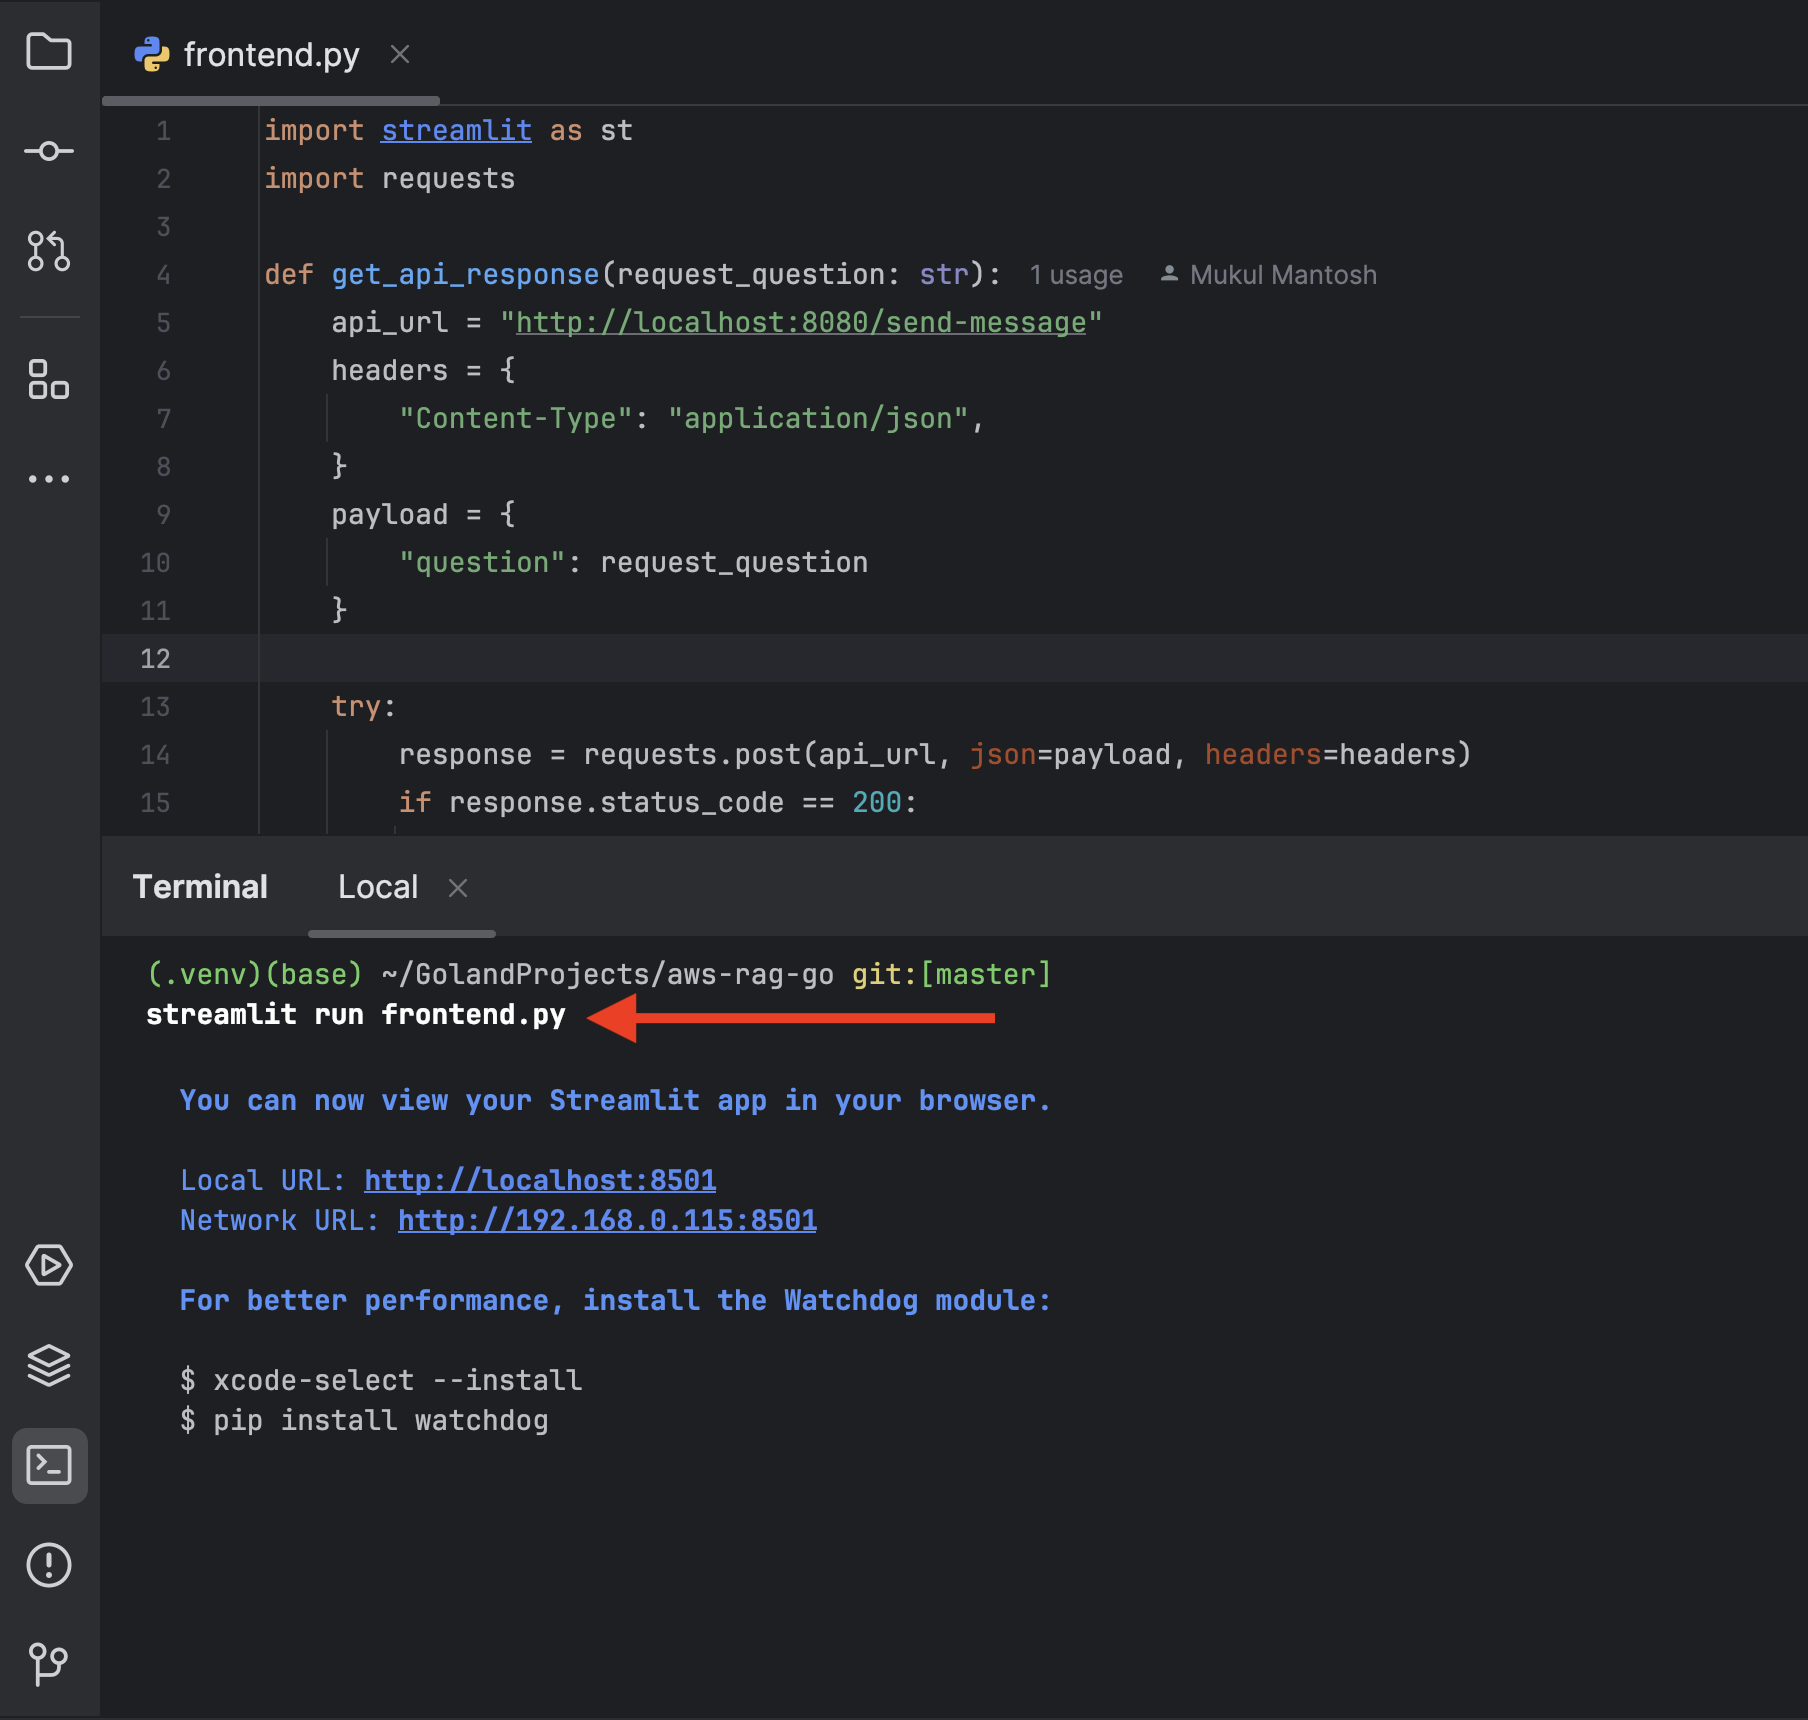 frontend.py
1 import streamlit as st
2 import requests
3
4 def get_api_response(request_question: str): 1 usage Mukul Mantosh
5 api_url = "http://localhost:8080/send-message"
6 headers = {
7 "Content-Type": "application/json",
8 }
9 payload = {
10 "question": request_question
11 }
12
13 try:
14 response = requests.post(api_url, json=payload, headers=headers)
15 if response.status_code == 200:
Terminal Local
(.venv)(base) ~/GolandProjects/aws-rag-go git:[master]
streamlit run frontend.py
You can now view your Streamlit app in your browser.
Local URL: http://localhost:8501
Network URL: http://192.168.0.115:8501
For better performance, install the Watchdog module:
$ xcode-select --install
$ pip install watchdog